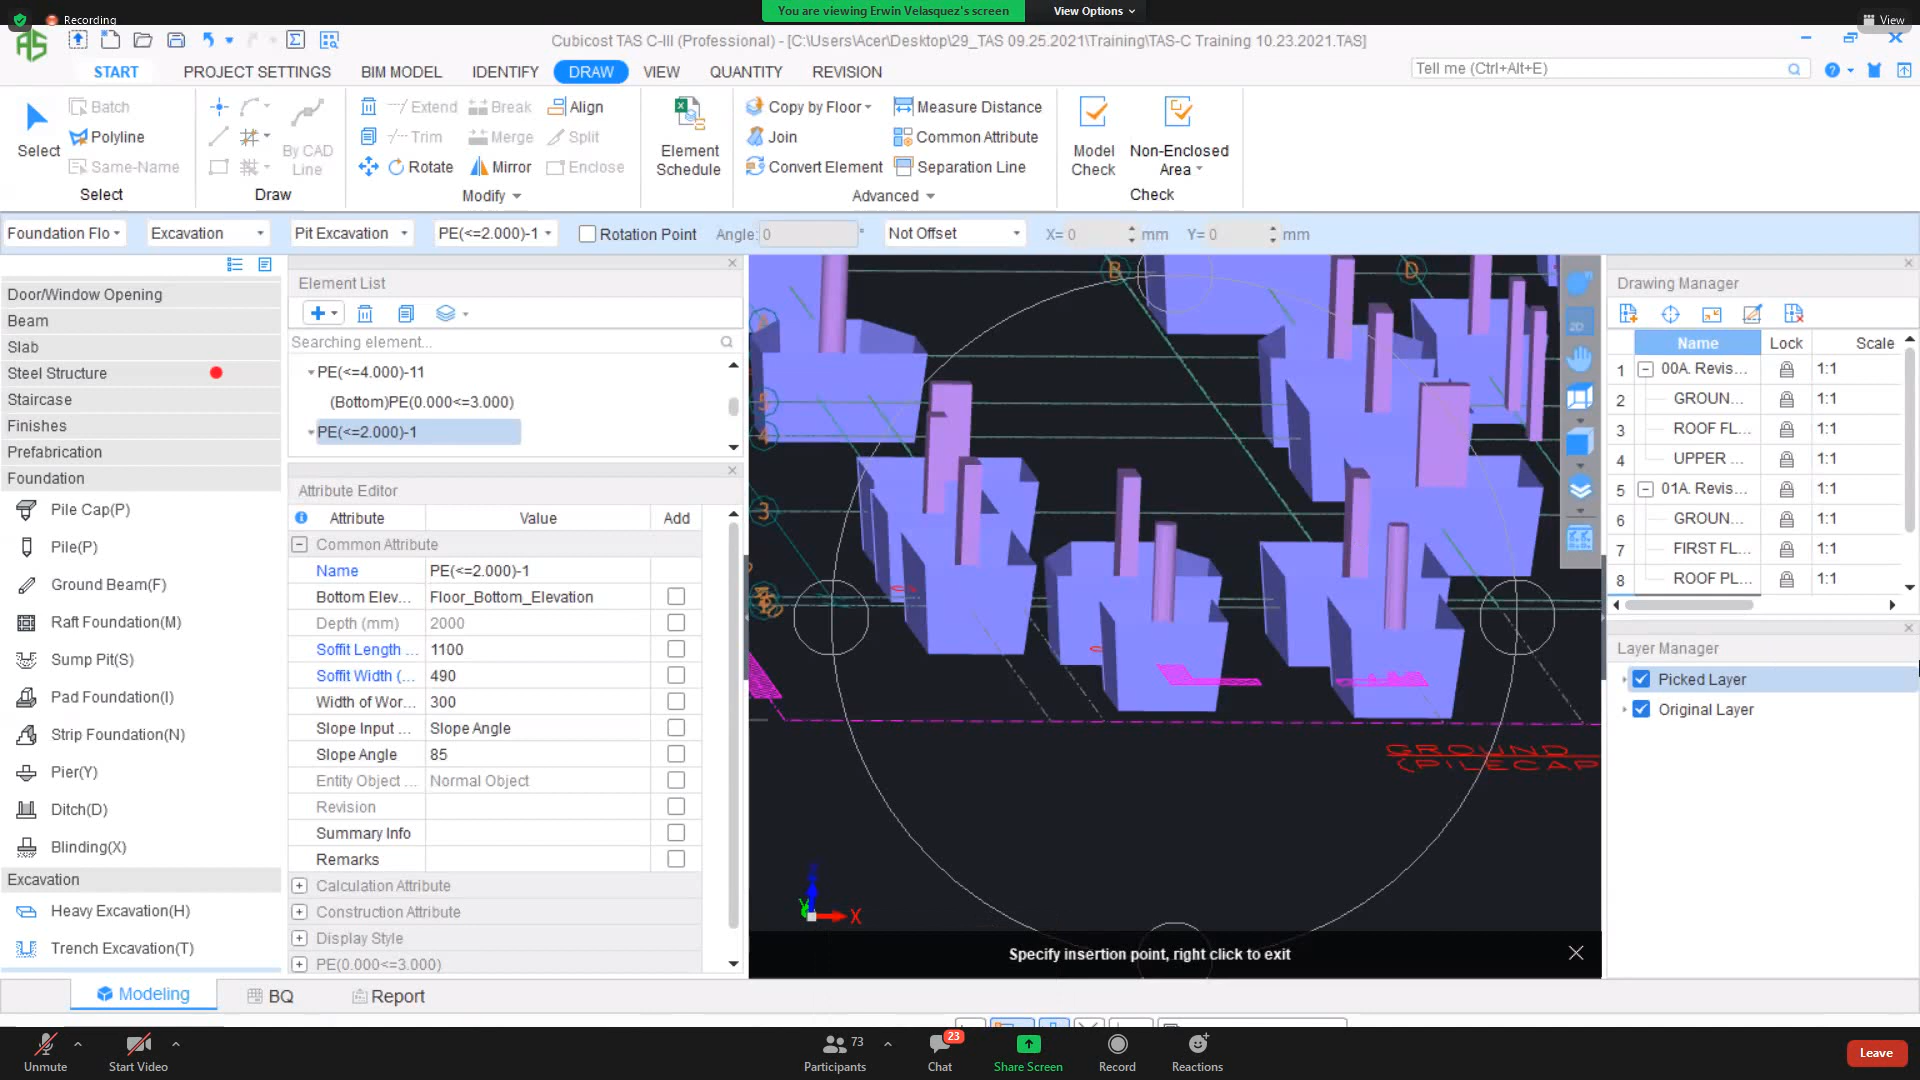 Recording
You are viewing Erwin Velasquez's screen
View Options
View
Cubicost TAS C-III (Professional) - [C:\Users\Acer\Desktop\29_TAS 09.25.2021\Training\TAS-C Training 10.23.2021.TAS]
START
PROJECT SETTINGS
BIM MODEL
IDENTIFY
DRAW
VIEW
QUANTITY
REVISION
Tell me (Ctrl+Alt+E)
Select
Batch
Polyline
Same-Name
Select
By CAD
Line
Draw
Extend
Break
Align
Trim
Merge
Split
Rotate
Mirror
Enclose
Modify
Element
Schedule
Copy by Floor
Measure Distance
Join
Common Attribute
Convert Element
Separation Line
Advanced
Model
Check
Non-Enclosed
Area
Check
Foundation Flo
Excavation
Pit Excavation
PE(<=2.000)-1
Rotation Point
Angle: 0 °
Not Offset
X= 0 mm
Y= 0 mm
Door/Window Opening
Beam
Slab
Steel Structure
Staircase
Finishes
Prefabrication
Foundation
Pile Cap(P)
Pile(P)
Ground Beam(F)
Raft Foundation(M)
Sump Pit(S)
Pad Foundation(I)
Strip Foundation(N)
Pier(Y)
Ditch(D)
Blinding(X)
Excavation
Heavy Excavation(H)
Trench Excavation(T)
Element List
Searching element...
PE(<=4.000)-11
(Bottom)PE(0.000<=3.000)
PE(<=2.000)-1
Attribute Editor
Attribute Value Add
Common Attribute
Name PE(<=2.000)-1
Bottom Elev... Floor_Bottom_Elevation
Depth (mm) 2000
Soffit Length ... 1100
Soffit Width (... 490
Width of Wor... 300
Slope Input ... Slope Angle
Slope Angle 85
Entity Object ... Normal Object
Revision
Summary Info
Remarks
Calculation Attribute
Construction Attribute
Display Style
PE(0.000<=3.000)
B
D
3
4
GROUND
(PILECAP
X
2D
Specify insertion point, right click to exit
Drawing Manager
Name Lock Scale
1 00A. Revis... 1:1
2 GROUN... 1:1
3 ROOF FL... 1:1
4 UPPER ... 1:1
5 01A. Revis... 1:1
6 GROUN... 1:1
7 FIRST FL... 1:1
8 ROOF PL... 1:1
Layer Manager
Picked Layer
Original Layer
Modeling
BQ
Report
Unmute
Start Video
73
Participants
23
Chat
Share Screen
Record
Reactions
Leave